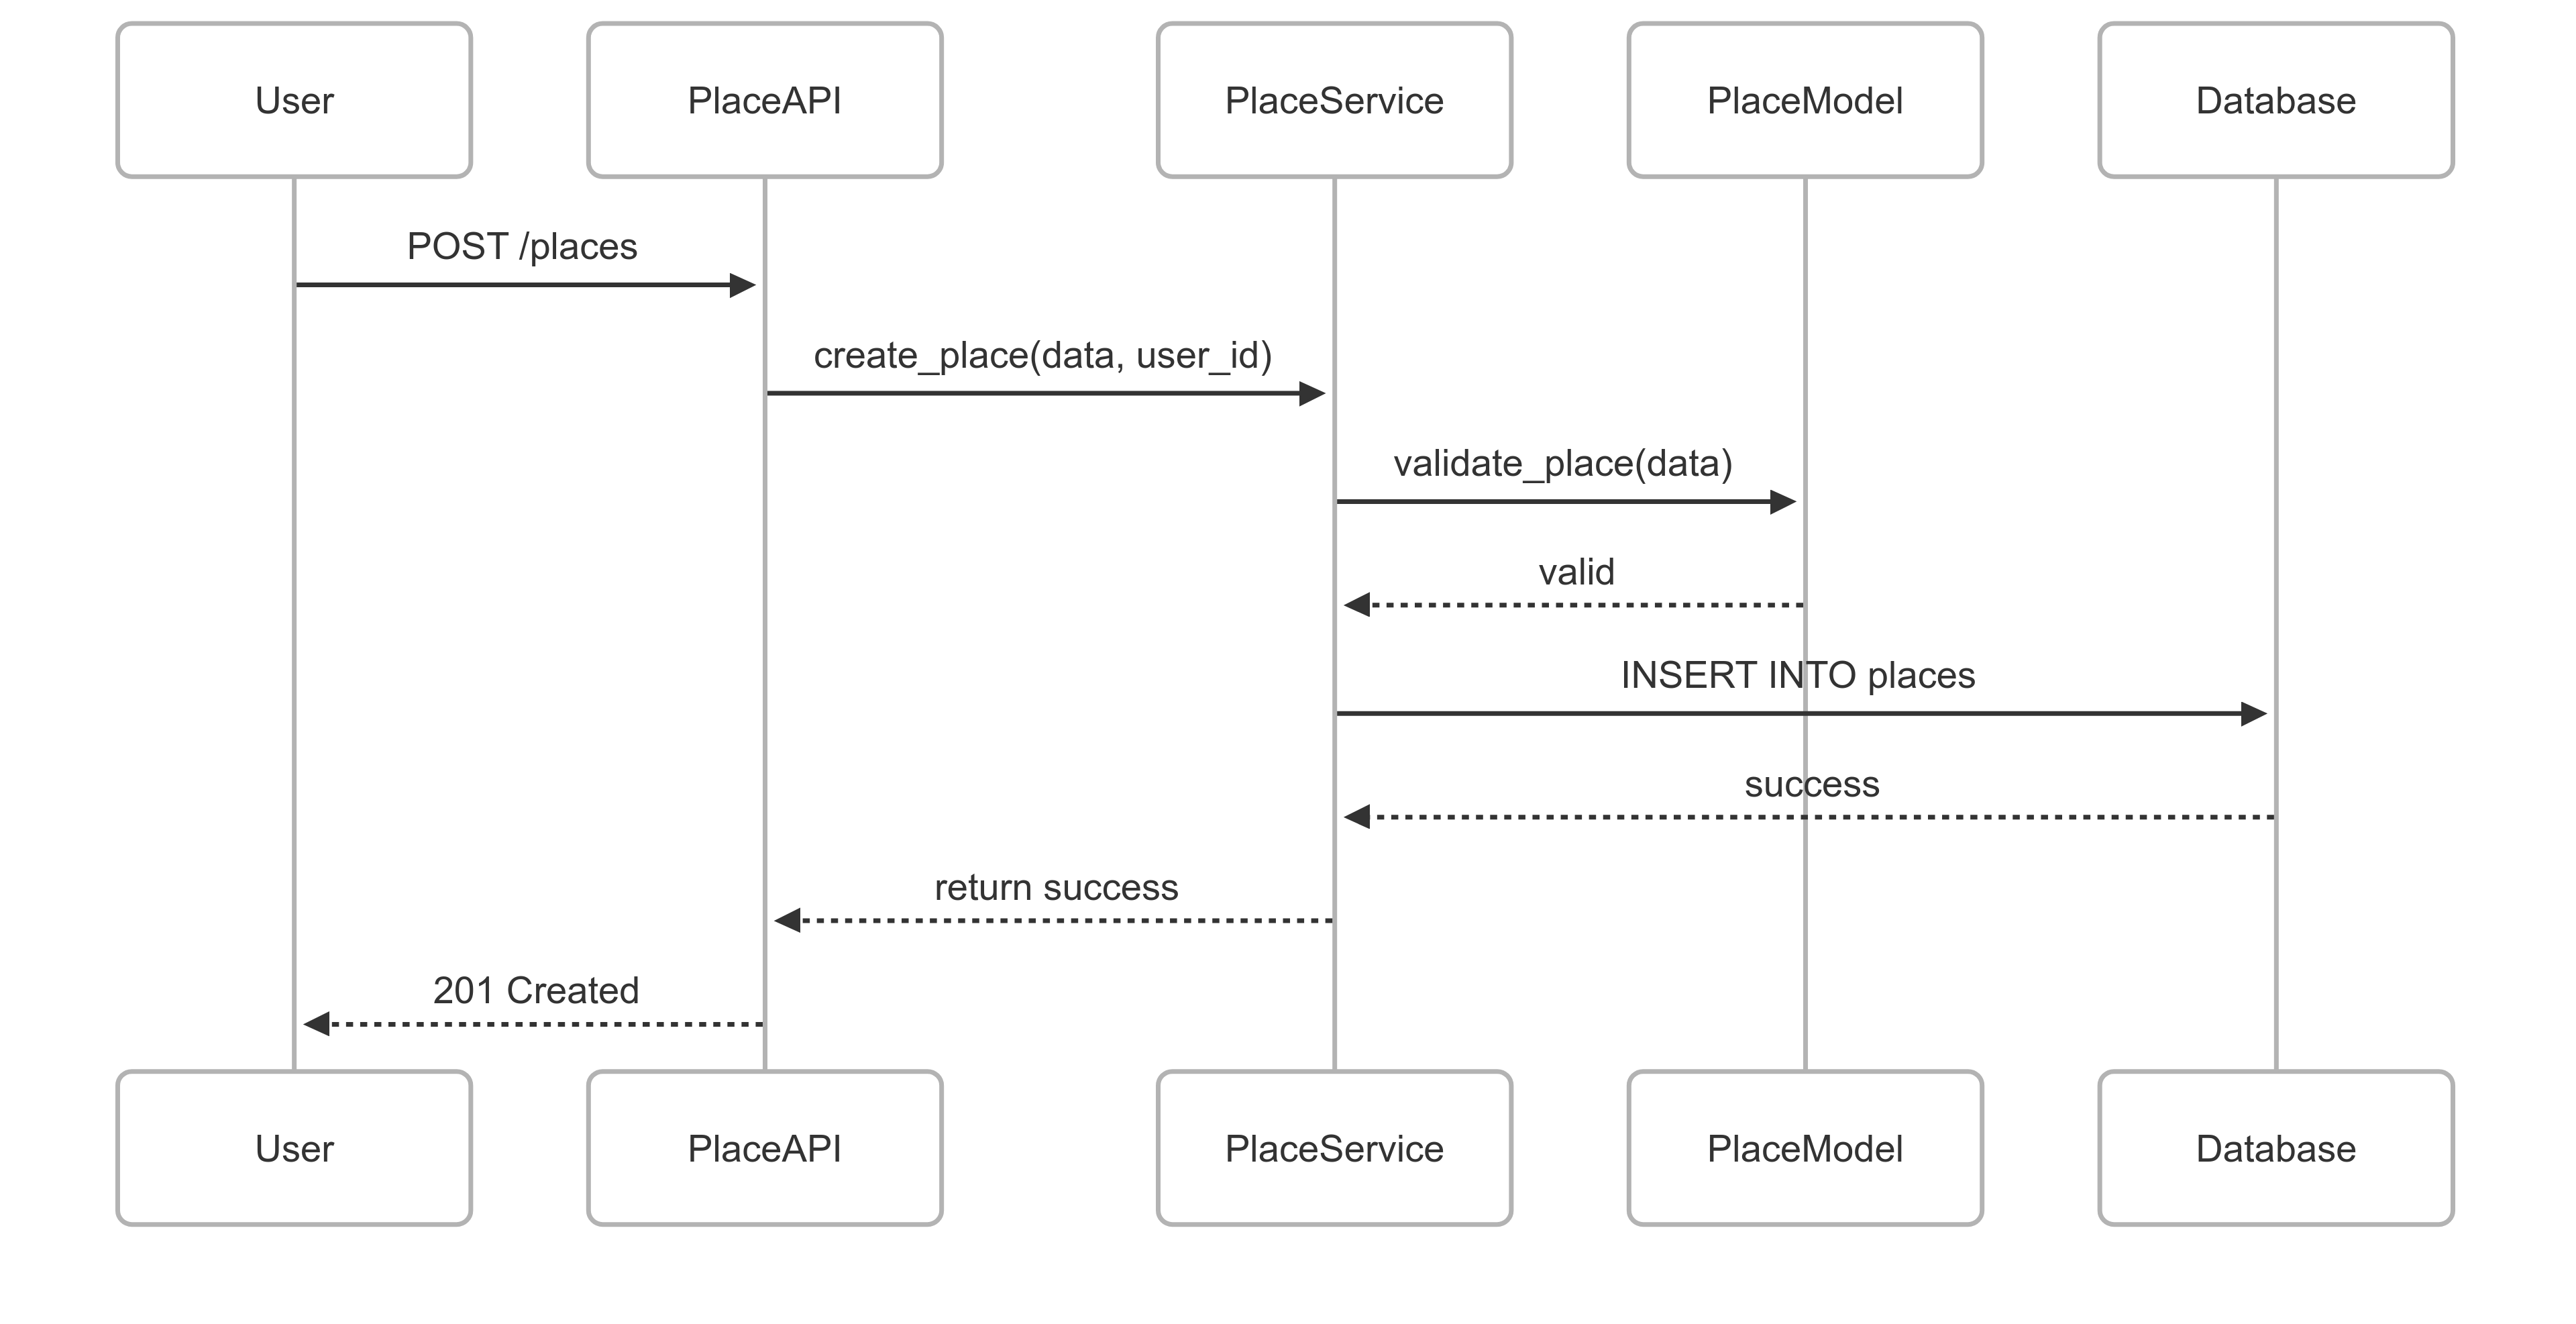 User
PlaceAPI
PlaceService
PlaceModel
Database
POST /places
create_place(data, user_id)
validate_place(data)
valid
INSERT INTO places
success
return success
201 Created
User
PlaceAPI
PlaceService
PlaceModel
Database